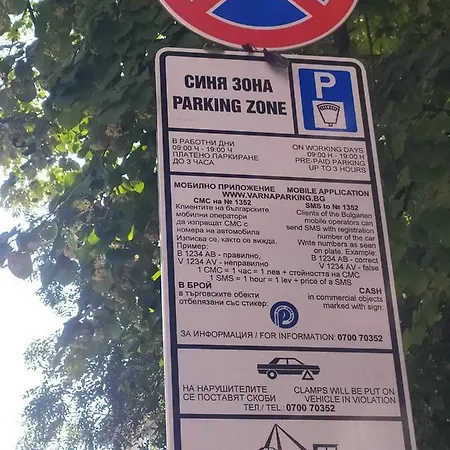 СИНЯ ЗОНА
PARKING ZONE
P
В РАБОТНИ ДНИ
09:00 Ч - 19:00 Ч
ПЛАТЕНО ПАРКИРАНЕ
ДО 3 ЧАСА
ON WORKING DAYS
09:00 H - 19:00 H
PRE-PAID PARKING
UP TO 3 HOURS
МОБИЛНО ПРИЛОЖЕНИЕ MOBILE APPLICATION
WWW.VARNAPARKING.BG
СМС на № 1352
Клиентите на българските
мобилни оператори
да изпращат СМС с
номера на автомобила
Изписва се, както се вижда.
Пример:
В 1234 АВ - правилно,
V 1234 AV - неправилно
SMS to № 1352
Clients of the Bulgarian
mobile operators can
send SMS with registration
number of the car
Write numbers as seen
on plate. Example:
B 1234 AB - correct
V 1234 AV - false
1 СМС = 1 час = 1 лев + стойността на СМС
1 SMS = 1 hour = 1 lev + price of a SMS
В БРОЙ
в търговските обекти
отбелязани със стикер:
CASH
in commercial objects
marked with sign:
ЗА ИНФОРМАЦИЯ / FOR INFORMATION: 0700 70352
НА НАРУШИТЕЛИТЕ
СЕ ПОСТАВЯТ СКОБИ
CLAMPS WILL BE PUT ON
VEHICLE IN VIOLATION
ТЕЛ / TEL.: 0700 70352